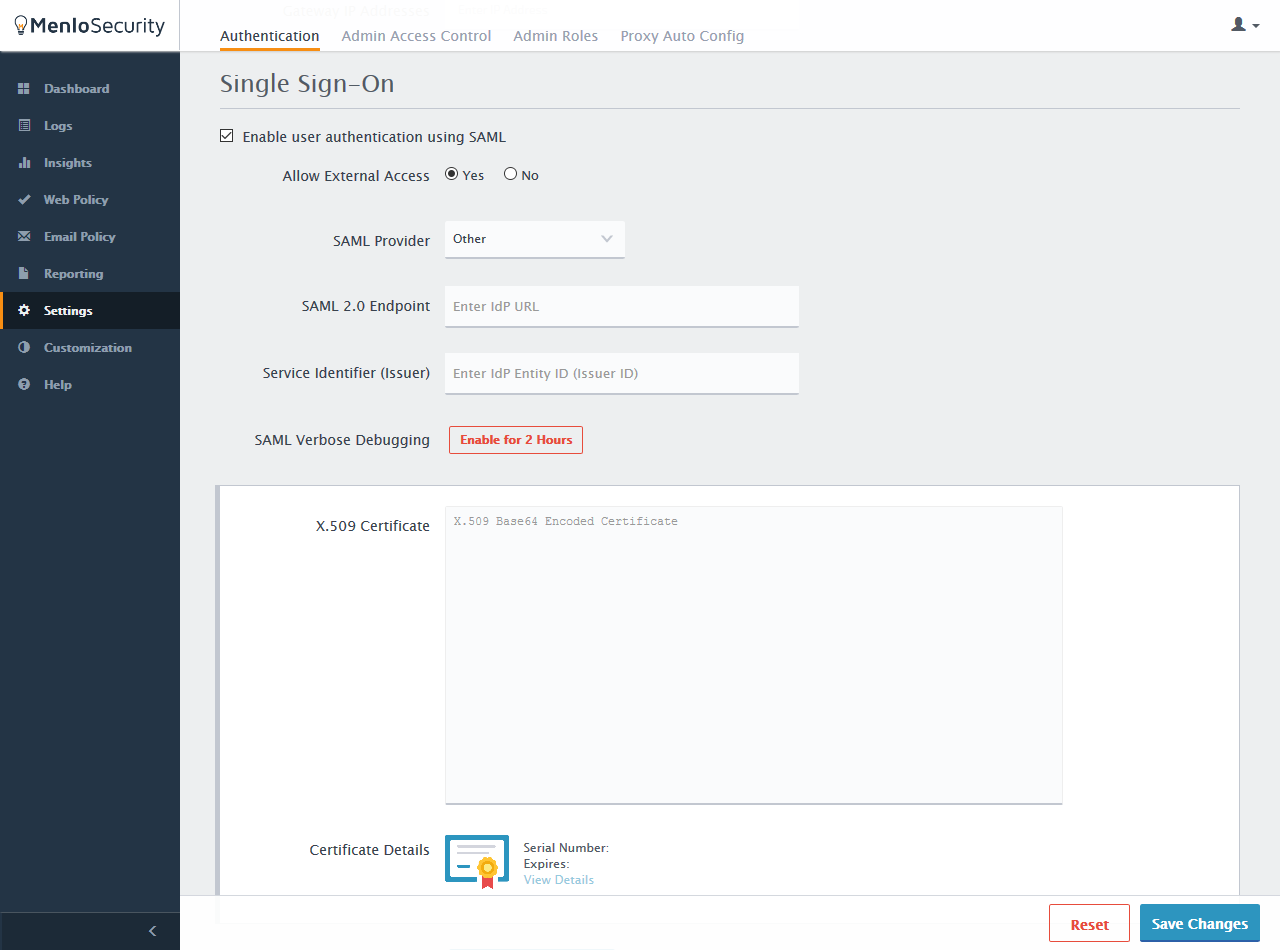 MenloSecurity
Gateway IP Addresses
Authentication Admin Access Control Admin Roles Proxy Auto Config
Dashboard
Logs
Insights
Web Policy
Email Policy
Reporting
Settings
Customization
Help
Single Sign-On
Enable user authentication using SAML
Allow External Access Yes No
SAML Provider Other
SAML 2.0 Endpoint Enter IdP URL
Service Identifier (Issuer) Enter IdP Entity ID (Issuer ID)
SAML Verbose Debugging Enable for 2 Hours
X.509 Certificate X.509 Base64 Encoded Certificate
Certificate Details Serial Number:
Expires:
View Details
Reset Save Changes